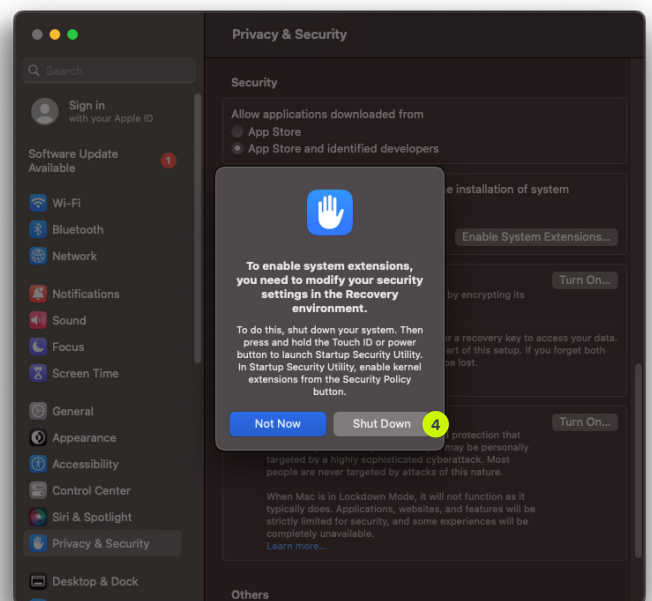 Privacy & Security
Search
Sign in
with your Apple ID
Software Update
Available
1
Wi-Fi
Bluetooth
Network
Notifications
Sound
Focus
Screen Time
General
Appearance
Accessibility
Control Center
Siri & Spotlight
Privacy & Security
Desktop & Dock
Security
Allow applications downloaded from
App Store
App Store and identified developers
e installation of system
Enable System Extensions...
Turn On...
by encrypting its
r a recovery key to access your data.
art of this setup. If you forget both
be lost.
To enable system extensions,
you need to modify your security
settings in the Recovery
environment.
To do this, shut down your system. Then
press and hold the Touch ID or power
button to launch Startup Security Utility.
In Startup Security Utility, enable kernel
extensions from the Security Policy
button.
Not Now
Shut Down
4
Turn On...
protection that
may be personally
targeted by a highly sophisticated cyberattack. Most
people are never targeted by attacks of this nature.
When Mac is in Lockdown Mode, it will not function as it
typically does. Applications, websites, and features will be
strictly limited for security, and some experiences will be
completely unavailable.
Learn more...
Others